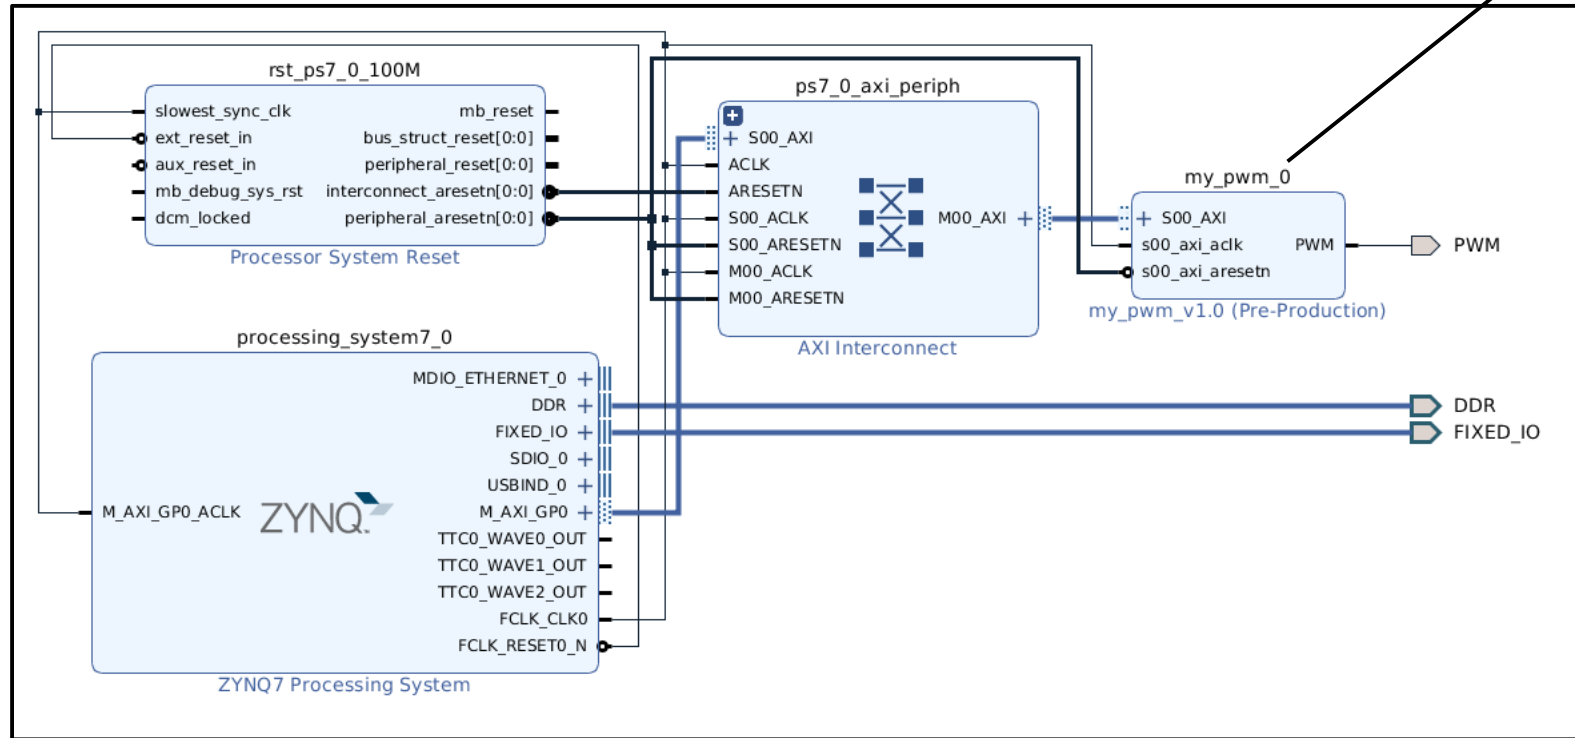 rst_ps7_0_100M
slowest_sync_clk
ext_reset_in
aux_reset_in
mb_debug_sys_rst
dcm_locked
mb_reset
bus_struct_reset[0:0]
peripheral_reset[0:0]
interconnect_aresetn[0:0]
peripheral_aresetn[0:0]
Processor System Reset
ps7_0_axi_periph
S00_AXI
ACLK
ARESETN
S00_ACLK
S00_ARESETN
M00_ACLK
M00_ARESETN
M00_AXI
AXI Interconnect
my_pwm_0
S00_AXI
s00_axi_aclk
s00_axi_aresetn
PWM
my_pwm_v1.0 (Pre-Production)
PWM
processing_system7_0
M_AXI_GP0_ACLK
ZYNQ
MDIO_ETHERNET_0
DDR
FIXED_IO
SDIO_0
USBIND_0
M_AXI_GP0
TTC0_WAVE0_OUT
TTC0_WAVE1_OUT
TTC0_WAVE2_OUT
FCLK_CLK0
FCLK_RESET0_N
ZYNQ7 Processing System
DDR
FIXED_IO